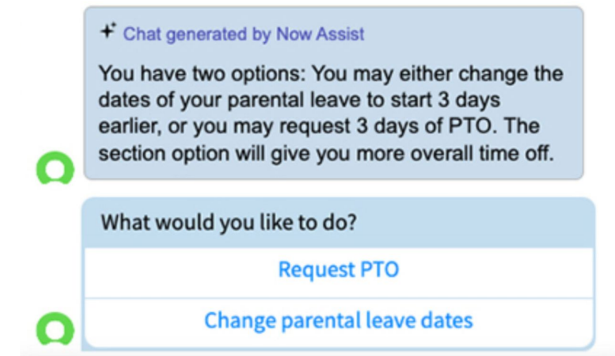 Chat generated by Now Assist
You have two options: You may either change the
dates of your parental leave to start 3 days
earlier, or you may request 3 days of PTO. The
section option will give you more overall time off.
What would you like to do?
Request PTO
Change parental leave dates